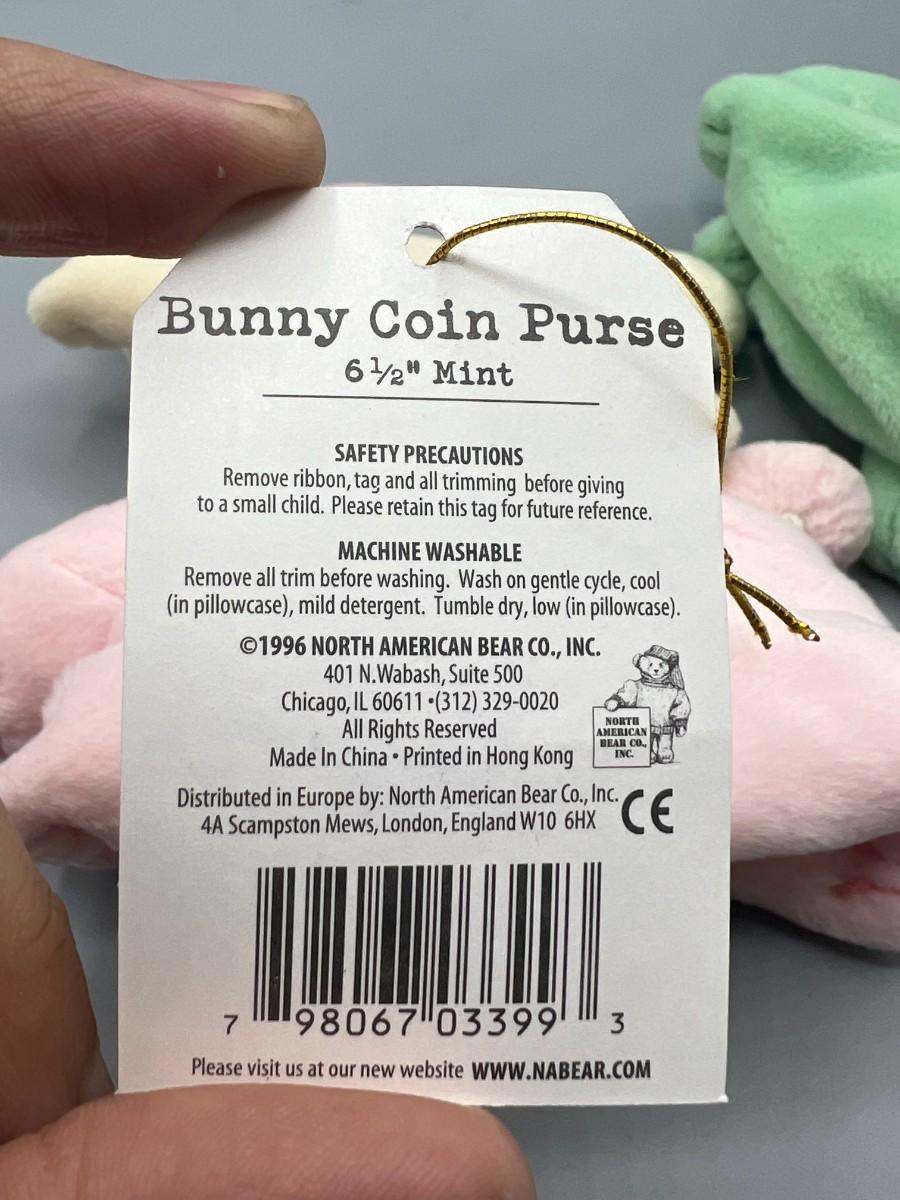 Bunny Coin Purse
6½" Mint
SAFETY PRECAUTIONS
Remove ribbon, tag and all trimming before giving
to a small child. Please retain this tag for future reference.
MACHINE WASHABLE
Remove all trim before washing. Wash on gentle cycle, cool
(in pillowcase), mild detergent. Tumble dry, low (in pillowcase).
©1996 NORTH AMERICAN BEAR CO., INC.
401 N.Wabash, Suite 500
Chicago, IL 60611 •(312) 329-0020
All Rights Reserved
Made In China • Printed in Hong Kong
NORTH
AMERICAN
BEAR CO.,
INC.
Distributed in Europe by: North American Bear Co., Inc.
4A Scampston Mews, London, England W10 6HX
CE
7 98067 03399 3
Please visit us at our new website WWW.NABEAR.COM